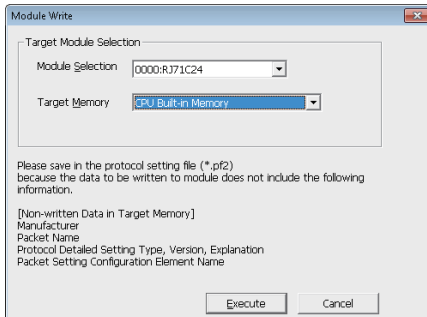 Module Write
Target Module Selection
Module Selection 0000:RJ71C24
Target Memory CPU Built-in Memory
Please save in the protocol setting file (*.pf2)
because the data to be written to module does not include the following
information.
[Non-written Data in Target Memory]
Manufacturer
Packet Name
Protocol Detailed Setting Type, Version, Explanation
Packet Setting Configuration Element Name
Execute Cancel